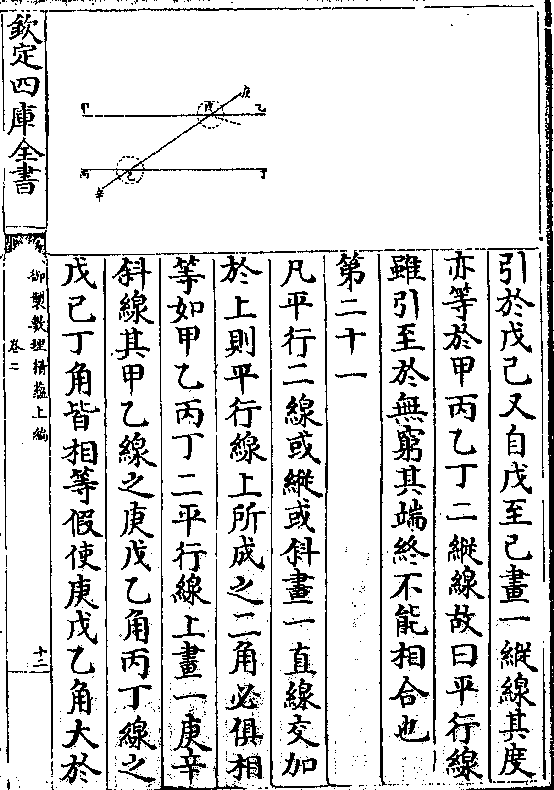 引於戊己又自戊至己畫一縱線其度
亦等於甲丙乙丁二縱線故曰平行線
雖引至於無窮其端終不能相合也
第二十一
凡平行二線或縱或斜畫一直線交加
於上則平行線上所成之二角必俱相
等如甲乙丙丁二平行線上畫一庚辛
斜線其甲乙線之庚戊乙角丙丁線之
戊己丁角皆相等假使庚戊乙角大於
庚
甲 戊 乙
丙 己 丁
辛
欽定四庫全書
御製數理精蘊上編
卷二
十二